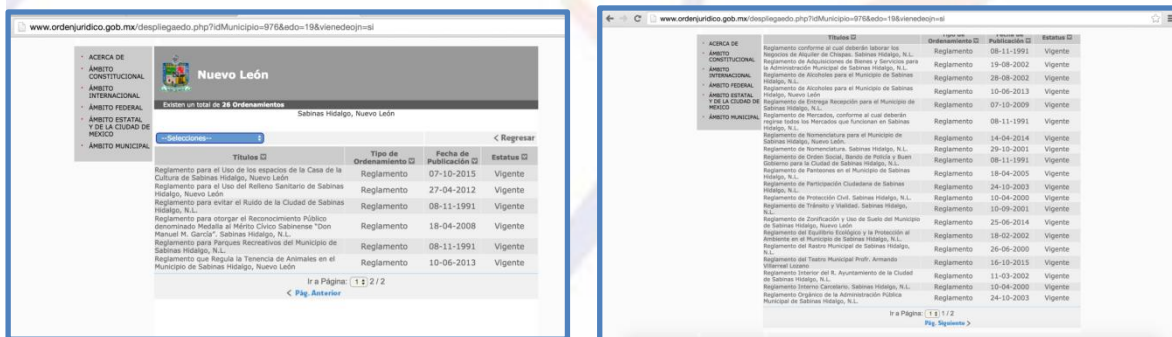 www.ordenjuridico.gob.mx/despliegaedo.php?idMunicipio=976&edo=19&vienedeojn=si
ACERCA DE
ÁMBITO
CONSTITUCIONAL
ÁMBITO
INTERNACIONAL
ÁMBITO FEDERAL
ÁMBITO ESTATAL
Y DE LA CIUDAD DE
MEXICO
ÁMBITO MUNICIPAL
Nuevo León
Existen un total de 26 Ordenamientos
Sabinas Hidalgo, Nuevo León
--Selecciones--
< Regresar
Títulos Tipo de Ordenamiento Fecha de Publicación Estatus
Reglamento para el Uso de los espacios de la Casa de la
Cultura de Sabinas Hidalgo, Nuevo León Reglamento 07-10-2015 Vigente
Reglamento para el Uso del Relleno Sanitario de Sabinas
Hidalgo, Nuevo León Reglamento 27-04-2012 Vigente
Reglamento para evitar el Ruido de la Ciudad de Sabinas
Hidalgo, N.L. Reglamento 08-11-1991 Vigente
Reglamento para otorgar el Reconocimiento Público
denominado Medalla al Mérito Cívico Sabinense "Don
Manuel M. García". Sabinas Hidalgo, N.L. Reglamento 18-04-2008 Vigente
Reglamento para Parques Recreativos del Municipio de
Sabinas Hidalgo, N.L. Reglamento 08-11-1991 Vigente
Reglamento que Regula la Tenencia de Animales en el
Municipio de Sabinas Hidalgo, Nuevo León Reglamento 10-06-2013 Vigente
Ir a Página: 1 2 / 2
< Pág. Anterior
www.ordenjuridico.gob.mx/despliegaedo.php?idMunicipio=976&edo=19&vienedeojn=si
ACERCA DE
ÁMBITO
CONSTITUCIONAL
ÁMBITO
INTERNACIONAL
ÁMBITO FEDERAL
ÁMBITO ESTATAL
Y DE LA CIUDAD DE
MEXICO
ÁMBITO MUNICIPAL
Títulos Tipo de Ordenamiento Fecha de Publicación Estatus
Reglamento conforme al cual deberán laborar los
Negocios de Alquiler de Chispas. Sabinas Hidalgo, N.L. Reglamento 08-11-1991 Vigente
Reglamento de Adquisiciones de Bienes y Servicios para
la Administración Municipal de Sabinas Hidalgo, N.L. Reglamento 19-08-2002 Vigente
Reglamento de Alcoholes para el Municipio de Sabinas
Hidalgo, N.L. Reglamento 28-08-2002 Vigente
Reglamento de Alcoholes para el Municipio de Sabinas
Hidalgo, Nuevo León Reglamento 10-06-2013 Vigente
Reglamento de Entrega Recepción para el Municipio de
Sabinas Hidalgo, N.L. Reglamento 07-10-2009 Vigente
Reglamento de Mercados, conforme al cual deberán
regirse todos los Mercados que funcionan en Sabinas
Hidalgo, N.L. Reglamento 08-11-1991 Vigente
Reglamento de Nomenclatura para el Municipio de
Sabinas Hidalgo, Nuevo León. Reglamento 14-04-2014 Vigente
Reglamento de Nomenclatura. Sabinas Hidalgo, N.L. Reglamento 29-10-2001 Vigente
Reglamento de Orden Social, Bando de Policía y Buen
Gobierno para la Ciudad de Sabinas Hidalgo, N.L. Reglamento 08-11-1991 Vigente
Reglamento de Panteones en el Municipio de Sabinas
Hidalgo, N.L. Reglamento 18-04-2005 Vigente
Reglamento de Participación Ciudadana de Sabinas
Hidalgo, N.L. Reglamento 24-10-2003 Vigente
Reglamento de Protección Civil. Sabinas Hidalgo, N.L. Reglamento 10-04-2000 Vigente
Reglamento de Tránsito y Vialidad. Sabinas Hidalgo,
N.L. Reglamento 10-09-2001 Vigente
Reglamento de Zonificación y Uso de Suelo del Municipio
de Sabinas Hidalgo, Nuevo León Reglamento 25-06-2014 Vigente
Reglamento del Equilibrio Ecológico y la Protección al
Ambiente en el Municipio de Sabinas Hidalgo, N.L. Reglamento 18-02-2002 Vigente
Reglamento del Rastro Municipal de Sabinas Hidalgo,
N.L. Reglamento 26-06-2000 Vigente
Reglamento del Teatro Municipal Profr. Armando
Villarreal Lozano Reglamento 16-10-2015 Vigente
Reglamento Interior del R. Ayuntamiento de la Ciudad
de Sabinas Hidalgo, N.L. Reglamento 11-03-2002 Vigente
Reglamento Interno Carcelario. Sabinas Hidalgo, N.L. Reglamento 10-04-2000 Vigente
Reglamento Orgánico de la Administración Pública
Municipal de Sabinas Hidalgo, N.L. Reglamento 24-10-2003 Vigente
Ir a Página: 1 1 / 2
Pág. Siguiente >